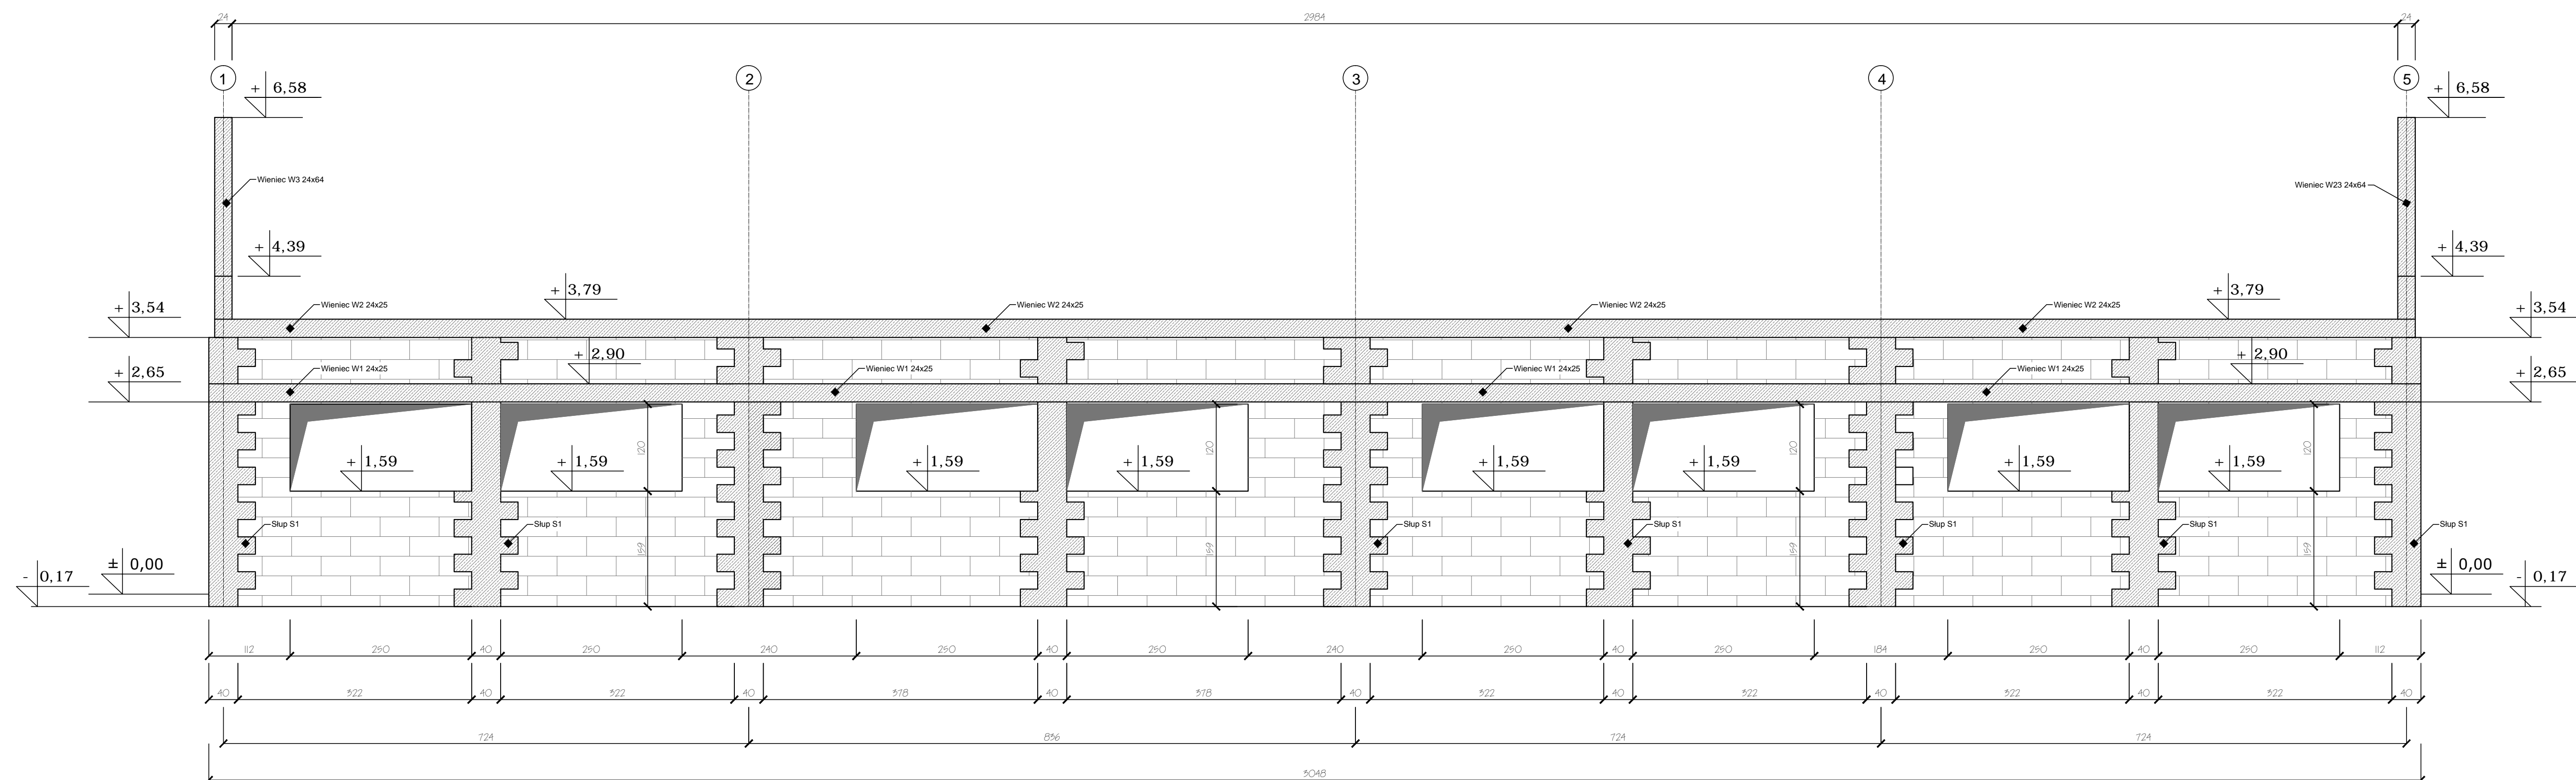 24 2984 24
1 2 3 4 5
+ 6,58 + 6,58
Wieniec W3 24x64 Wieniec W23 24x64
+ 4,39 + 4,39
+ 3,79 + 3,79
+ 3,54 Wieniec W2 24x25 Wieniec W2 24x25 Wieniec W2 24x25 Wieniec W2 24x25 + 3,54
+ 2,90 + 2,90
+ 2,65 Wieniec W1 24x25 Wieniec W1 24x25 Wieniec W1 24x25 Wieniec W1 24x25 + 2,65
120 120 120 120
+ 1,59 + 1,59 + 1,59 + 1,59 + 1,59 + 1,59 + 1,59 + 1,59
Słup S1 Słup S1 Słup S1 Słup S1 Słup S1 Słup S1 Słup S1
159 159 159 159
± 0,00 ± 0,00
- 0,17 - 0,17
112 250 40 250 240 250 40 250 240 250 40 250 184 250 40 250 112
40 322 40 322 40 378 40 378 40 322 40 322 40 322 40 322 40
724 836 724 724
3048